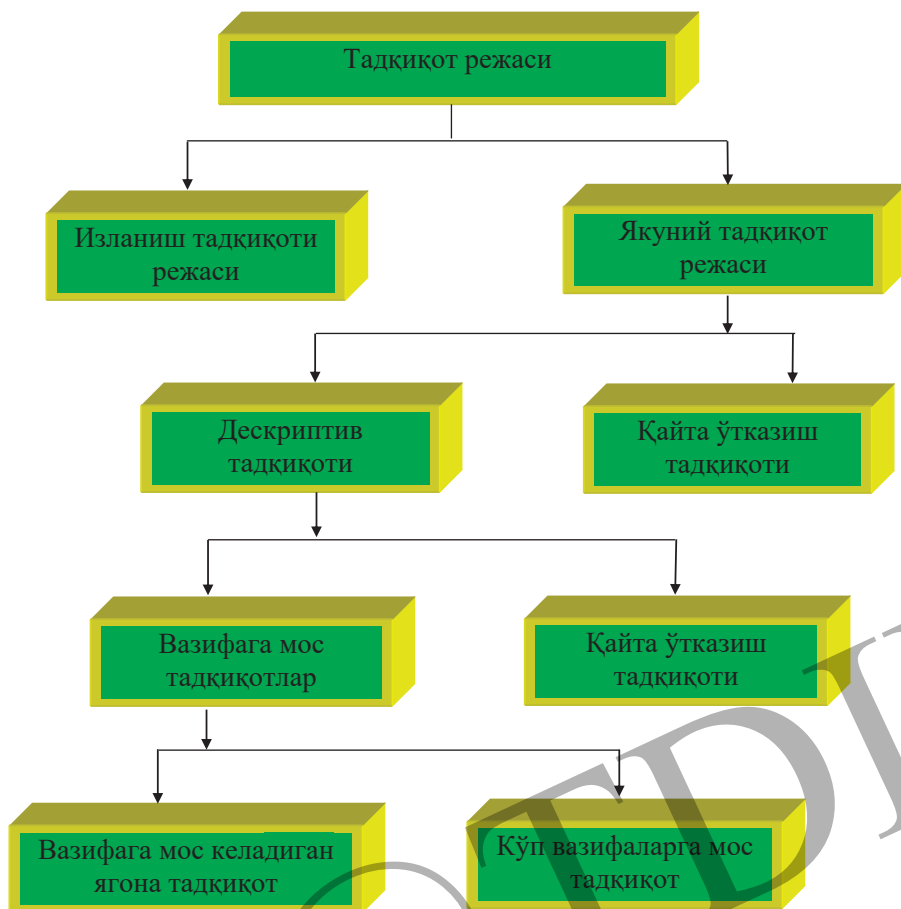 Тадқиқот режаси
Изланиш тадқиқоти
режаси
Якуний тадқиқот
режаси
Дескриптив
тадқиқоти
Қайта ўтказиш
тадқиқоти
Вазифага мос
тадқиқотлар
Қайта ўтказиш
тадқиқоти
Вазифага мос келадиган
ягона тадқиқот
Кўп вазифаларга мос
тадқиқот